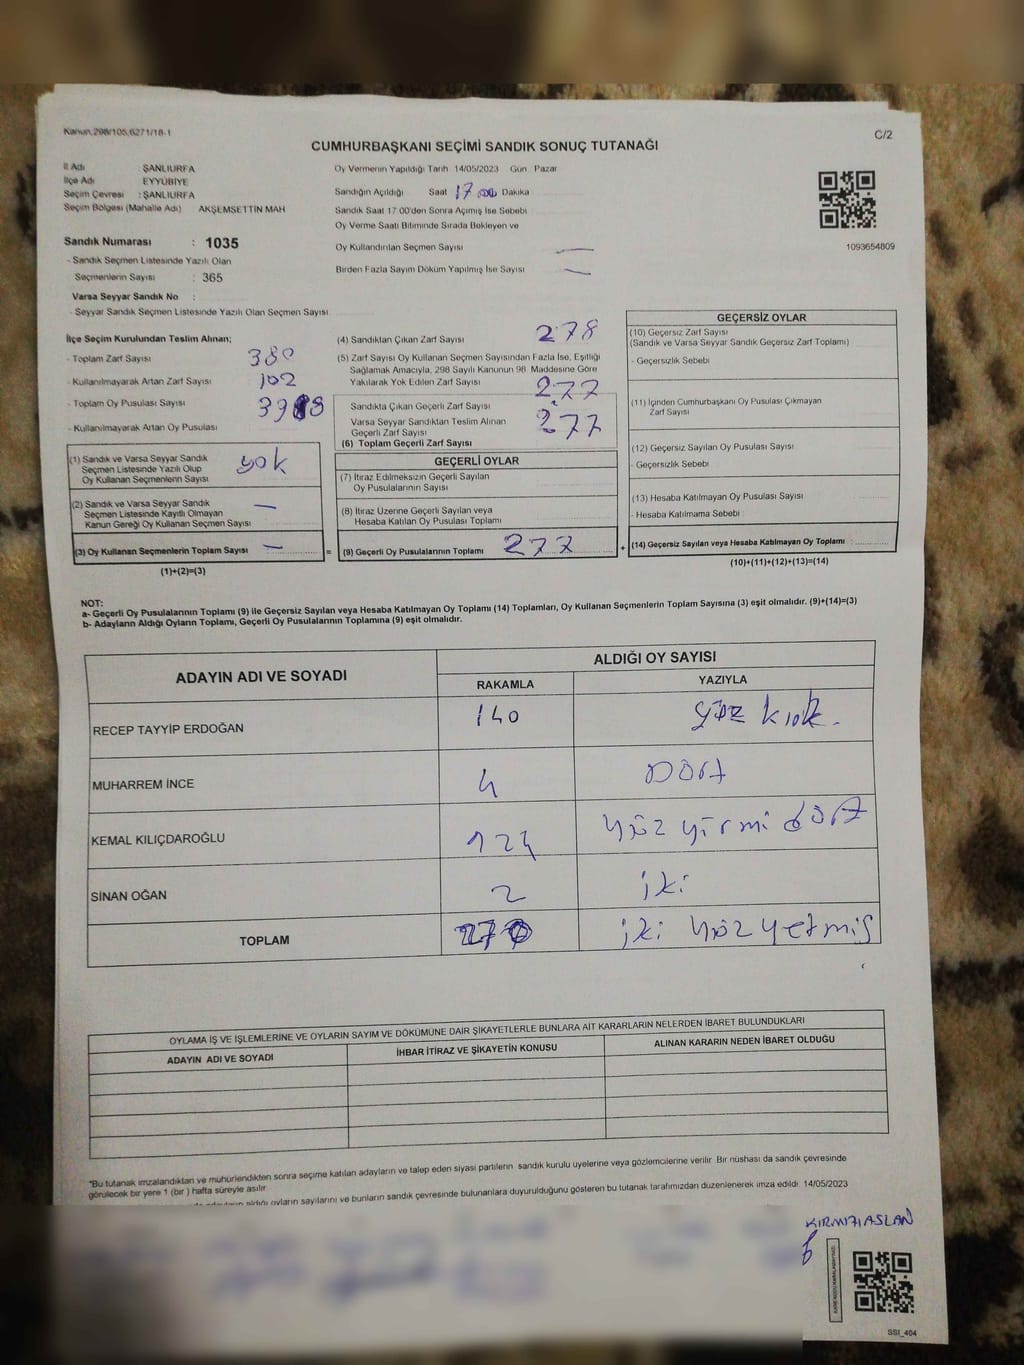 Kanun 298/105,6271/18-1
C/2
CUMHURBAŞKANI SEÇİMİ SANDIK SONUÇ TUTANAĞI
İl Adı : ŞANLIURFA
İlçe Adı : EYYÜBİYE
Seçim Çevresi : ŞANLIURFA
Seçim Bölgesi (Mahalle Adı) AKŞEMSETTİN MAH
Sandık Numarası : 1035
- Sandık Seçmen Listesinde Yazılı Olan
Seçmenlerin Sayısı : 365
Varsa Seyyar Sandık No :
- Seyyar Sandık Seçmen Listesinde Yazılı Olan Seçmen Sayısı
Oy Vermenin Yapıldığı Tarih 14/05/2023 Gün Pazar
Sandığın Açıldığı Saat 17 00 Dakika
Sandık Saat 17 00'den Sonra Açımış İse Sebebi
Oy Verme Saati Bitiminde Sırada Bekleyen ve
Oy Kullandırılan Seçmen Sayısı —
Birden Fazla Sayım Döküm Yapılmış İse Sayısı —
1093654809
İlçe Seçim Kurulundan Teslim Alınan;
- Toplam Zarf Sayısı 380
- Kullanılmayarak Artan Zarf Sayısı 102
- Toplam Oy Pusulası Sayısı
- Kullanılmayarak Artan Oy Pusulası
(1) Sandık ve Varsa Seyyar Sandık
Seçmen Listesinde Yazılı Olup
Oy Kullanan Seçmenlerin Sayısı yok
(2) Sandık ve Varsa Seyyar Sandık
Seçmen Listesinde Kayıtlı Olmayan
Kanun Gereği Oy Kullanan Seçmen Sayısı —
(3) Oy Kullanan Seçmenlerin Toplam Sayısı — =
(1)+(2)=(3)
(4) Sandıktan Çıkan Zarf Sayısı 278
(5) Zarf Sayısı Oy Kullanan Seçmen Sayısından Fazla İse, Eşitliği
Sağlamak Amacıyla, 298 Sayılı Kanunun 98 Maddesine Göre
Yakılarak Yok Edilen Zarf Sayısı 277
Sandıkta Çıkan Geçerli Zarf Sayısı
Varsa Seyyar Sandıktan Teslim Alınan
Geçerli Zarf Sayısı 277
(6) Toplam Geçerli Zarf Sayısı
GEÇERLİ OYLAR
(7) İtiraz Edilmeksizin Geçerli Sayılan
Oy Pusulalarının Sayısı
(8) İtiraz Üzerine Geçerli Sayılan veya
Hesaba Katılan Oy Pusulası Toplamı
(9) Geçerli Oy Pusulalarının Toplamı 277 +
GEÇERSİZ OYLAR
(10) Geçersiz Zarf Sayısı
(Sandık ve Varsa Seyyar Sandık Geçersiz Zarf Toplamı)
- Geçersizlik Sebebi
(11) İçinden Cumhurbaşkanı Oy Pusulası Çıkmayan
Zarf Sayısı
(12) Geçersiz Sayılan Oy Pusulası Sayısı
- Geçersizlik Sebebi
(13) Hesaba Katılmayan Oy Pusulası Sayısı
- Hesaba Katılmama Sebebi
(14) Geçersiz Sayılan veya Hesaba Katılmayan Oy Toplamı :
(10)+(11)+(12)+(13)=(14)
NOT:
a- Geçerli Oy Pusulalarının Toplamı (9) ile Geçersiz Sayılan veya Hesaba Katılmayan Oy Toplamı (14) Toplamları, Oy Kullanan Seçmenlerin Toplam Sayısına (3) eşit olmalıdır. (9)+(14)=(3)
b- Adayların Aldığı Oyların Toplamı, Geçerli Oy Pusulalarının Toplamına (9) eşit olmalıdır.
ADAYIN ADI VE SOYADI ALDIĞI OY SAYISI
RAKAMLA YAZIYLA
RECEP TAYYİP ERDOĞAN 140 yüz kırk.
MUHARREM İNCE 4 Dört
KEMAL KILIÇDAROĞLU 124 yüz yirmi dört
SİNAN OĞAN 2 iki
TOPLAM 270 iki yüz yetmiş
OYLAMA İŞ VE İŞLEMLERİNE VE OYLARIN SAYIM VE DÖKÜMÜNE DAİR ŞİKAYETLERLE BUNLARA AİT KARARLARIN NELERDEN İBARET BULUNDUKLARI
ADAYIN ADI VE SOYADI İHBAR İTİRAZ VE ŞİKAYETİN KONUSU ALINAN KARARIN NEDEN İBARET OLDUĞU
*Bu tutanak imzalandıktan ve mühürlendikten sonra seçime katılan adayların ve talep eden siyasi partilerin sandık kurulu üyelerine veya gözlemcilerine verilir Bir nüshası da sandık çevresinde
görülecek bir yere 1 (bir ) hafta süreyle asılır
aldığı oyların sayılarını ve bunların sandık çevresinde bulunanlara duyurulduğunu gösteren bu tutanak tarafımızdan düzenlenerek imza edildi 14/05/2023
KIRMIZIASLAN
SSI_404